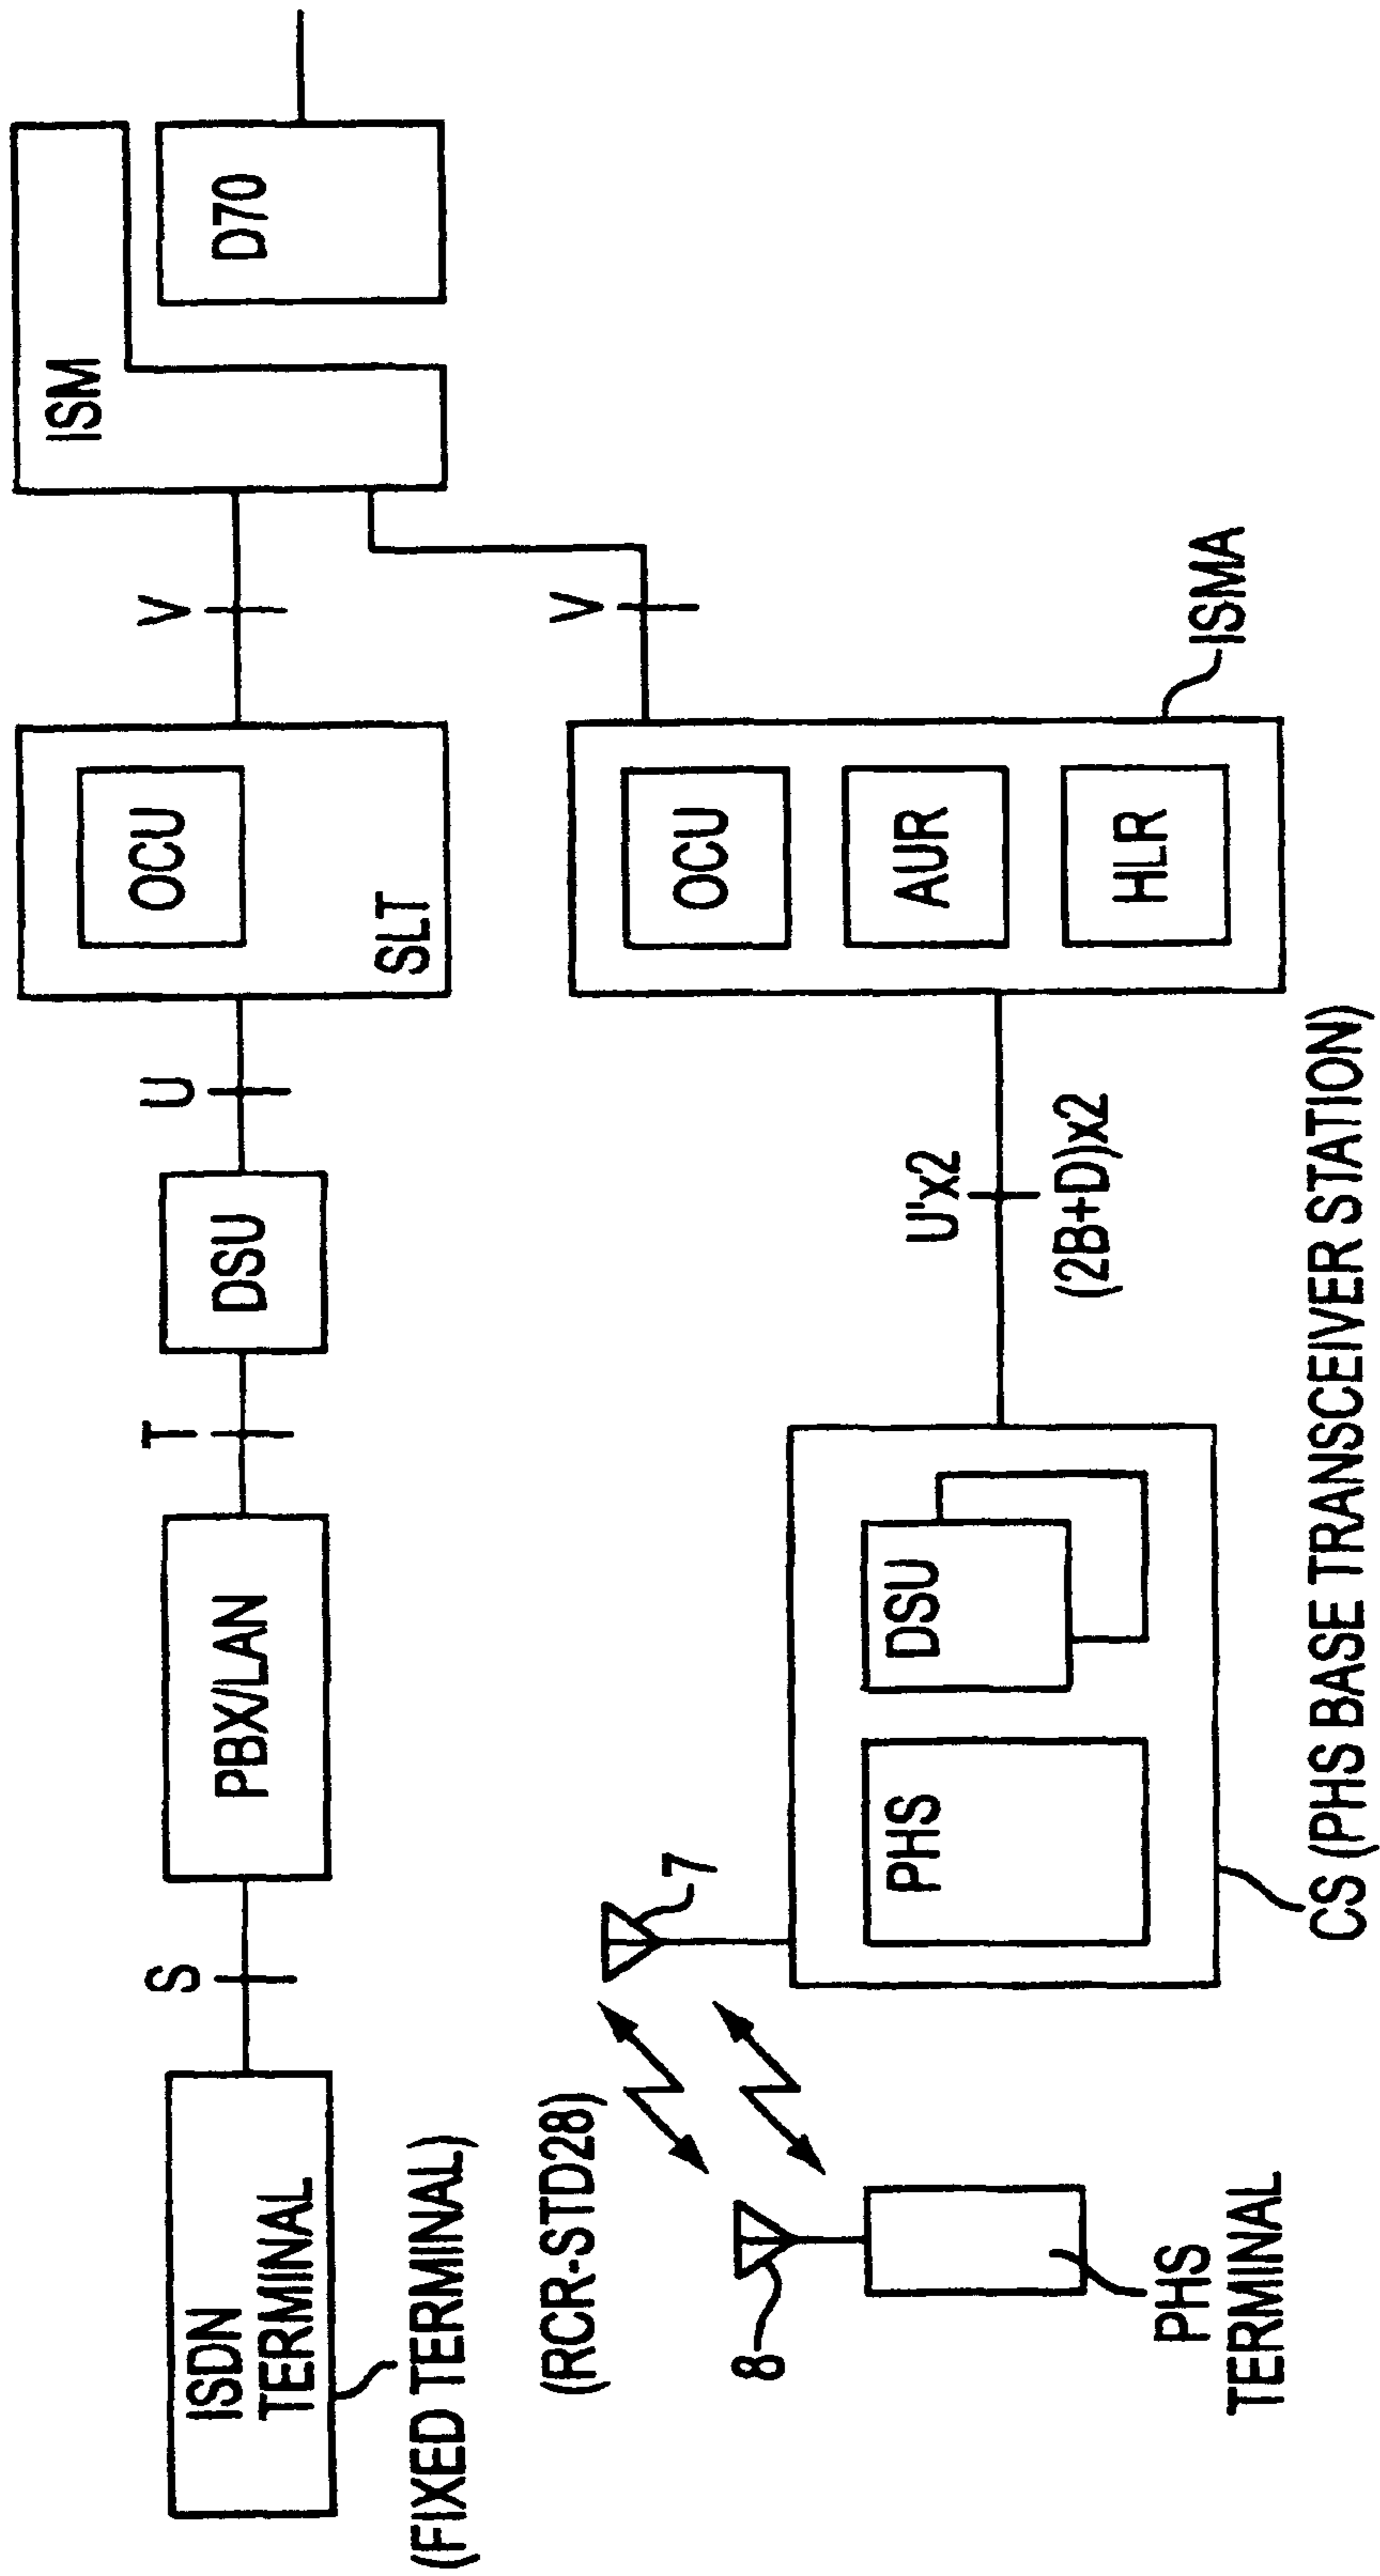 ISDN
TERMINAL
(FIXED TERMINAL)
S
PBX/LAN
T
DSU
U
OCU
SLT
V
ISM
D70
(RCR-STD28)
8
PHS
TERMINAL
7
PHS
DSU
CS (PHS BASE TRANSCEIVER STATION)
U'x2
(2B+D)x2
OCU
AUR
HLR
ISMA
V